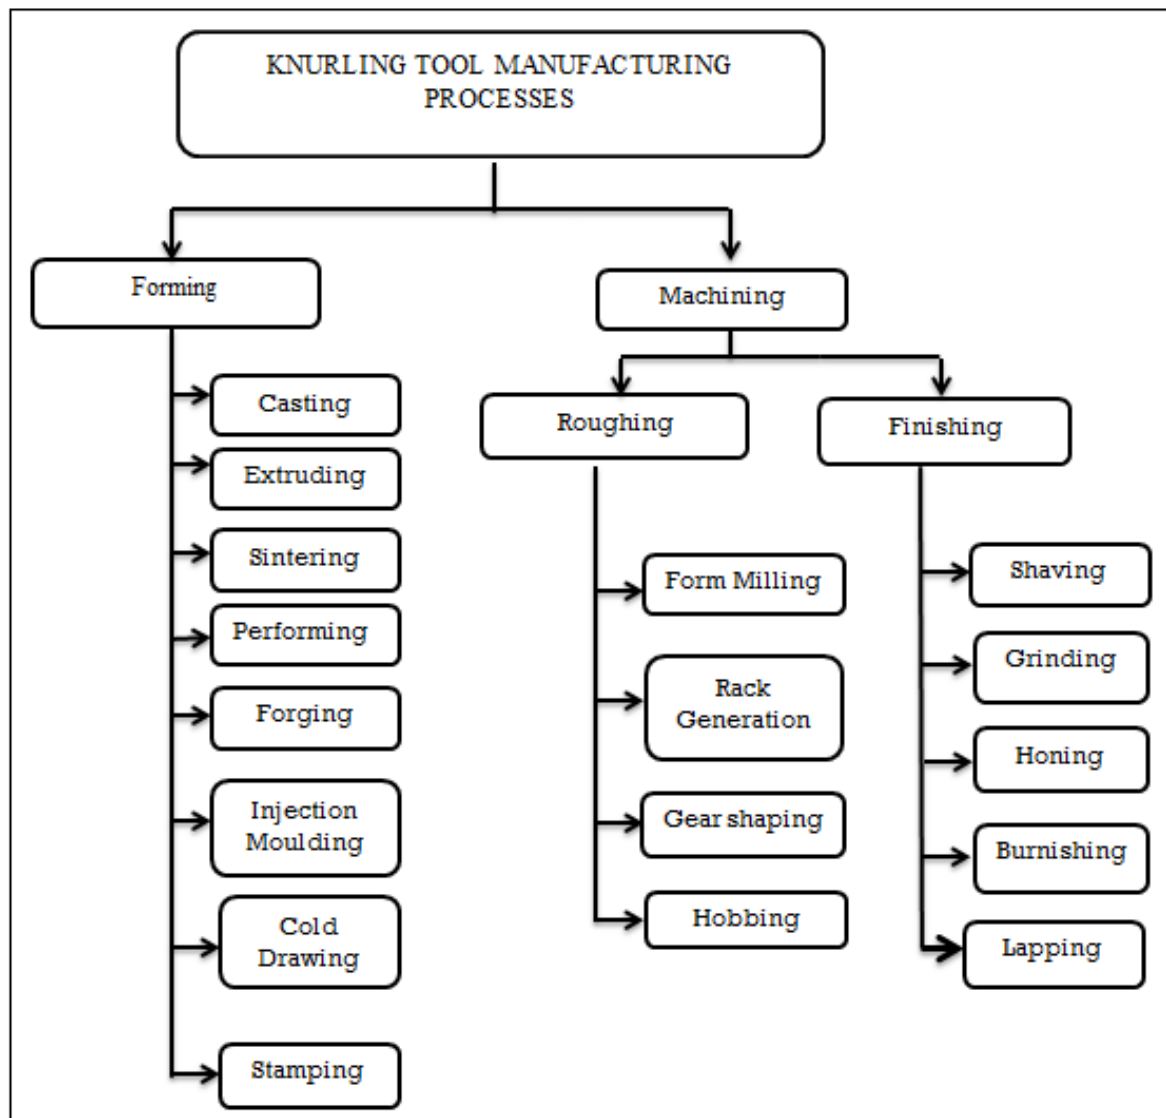 KNURLING TOOL MANUFACTURING
PROCESSES
Forming
Machining
Casting
Extruding
Sintering
Performing
Forging
Injection
Moulding
Cold
Drawing
Stamping
Roughing
Form Milling
Rack
Generation
Gear shaping
Hobbing
Finishing
Shaving
Grinding
Honing
Burnishing
Lapping